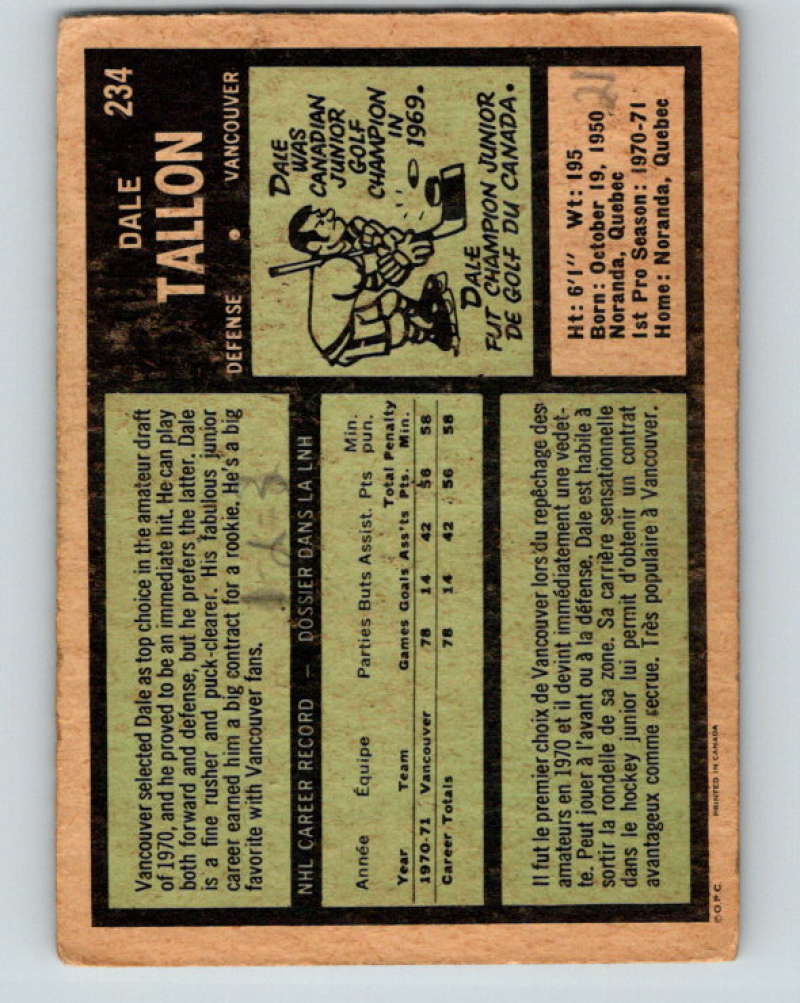 DALE 234
TALLON
DEFENSE • VANCOUVER
Vancouver selected Dale as top choice in the amateur draft
of 1970, and he proved to be an immediate hit. He can play
both forward and defense, but he prefers the latter. Dale
is a fine rusher and puck-clearer. His fabulous junior
career earned him a big contract for a rookie. He's a big
favorite with Vancouver fans.
DALE
WAS
CANADIAN
JUNIOR
GOLF
CHAMPION
IN
1969.
DALE
FUT CHAMPION JUNIOR
DE GOLF DU CANADA.
NHL CAREER RECORD — DOSSIER DANS LA LNH
Min.
Année Équipe Parties Buts Assist. Pts pun.
Total Penalty
Year Team Games Goals Ass'ts Pts. Min.
1970-71 Vancouver 78 14 42 56 58
Career Totals 78 14 42 56 58
Ht: 6'1" Wt: 195
Born: October 19, 1950
21
Noranda, Quebec
1st Pro Season: 1970-71
Home: Noranda, Quebec
Il fut le premier choix de Vancouver lors du repêchage des
amateurs en 1970 et il devint immédiatement une vedet-
te. Peut jouer à l'avant ou à la défense. Dale est habile à
sortir la rondelle de sa zone. Sa carrière sensationnelle
dans le hockey junior lui permit d'obtenir un contrat
avantageux comme recrue. Très populaire à Vancouver.
©O.P.C. PRINTED IN CANADA